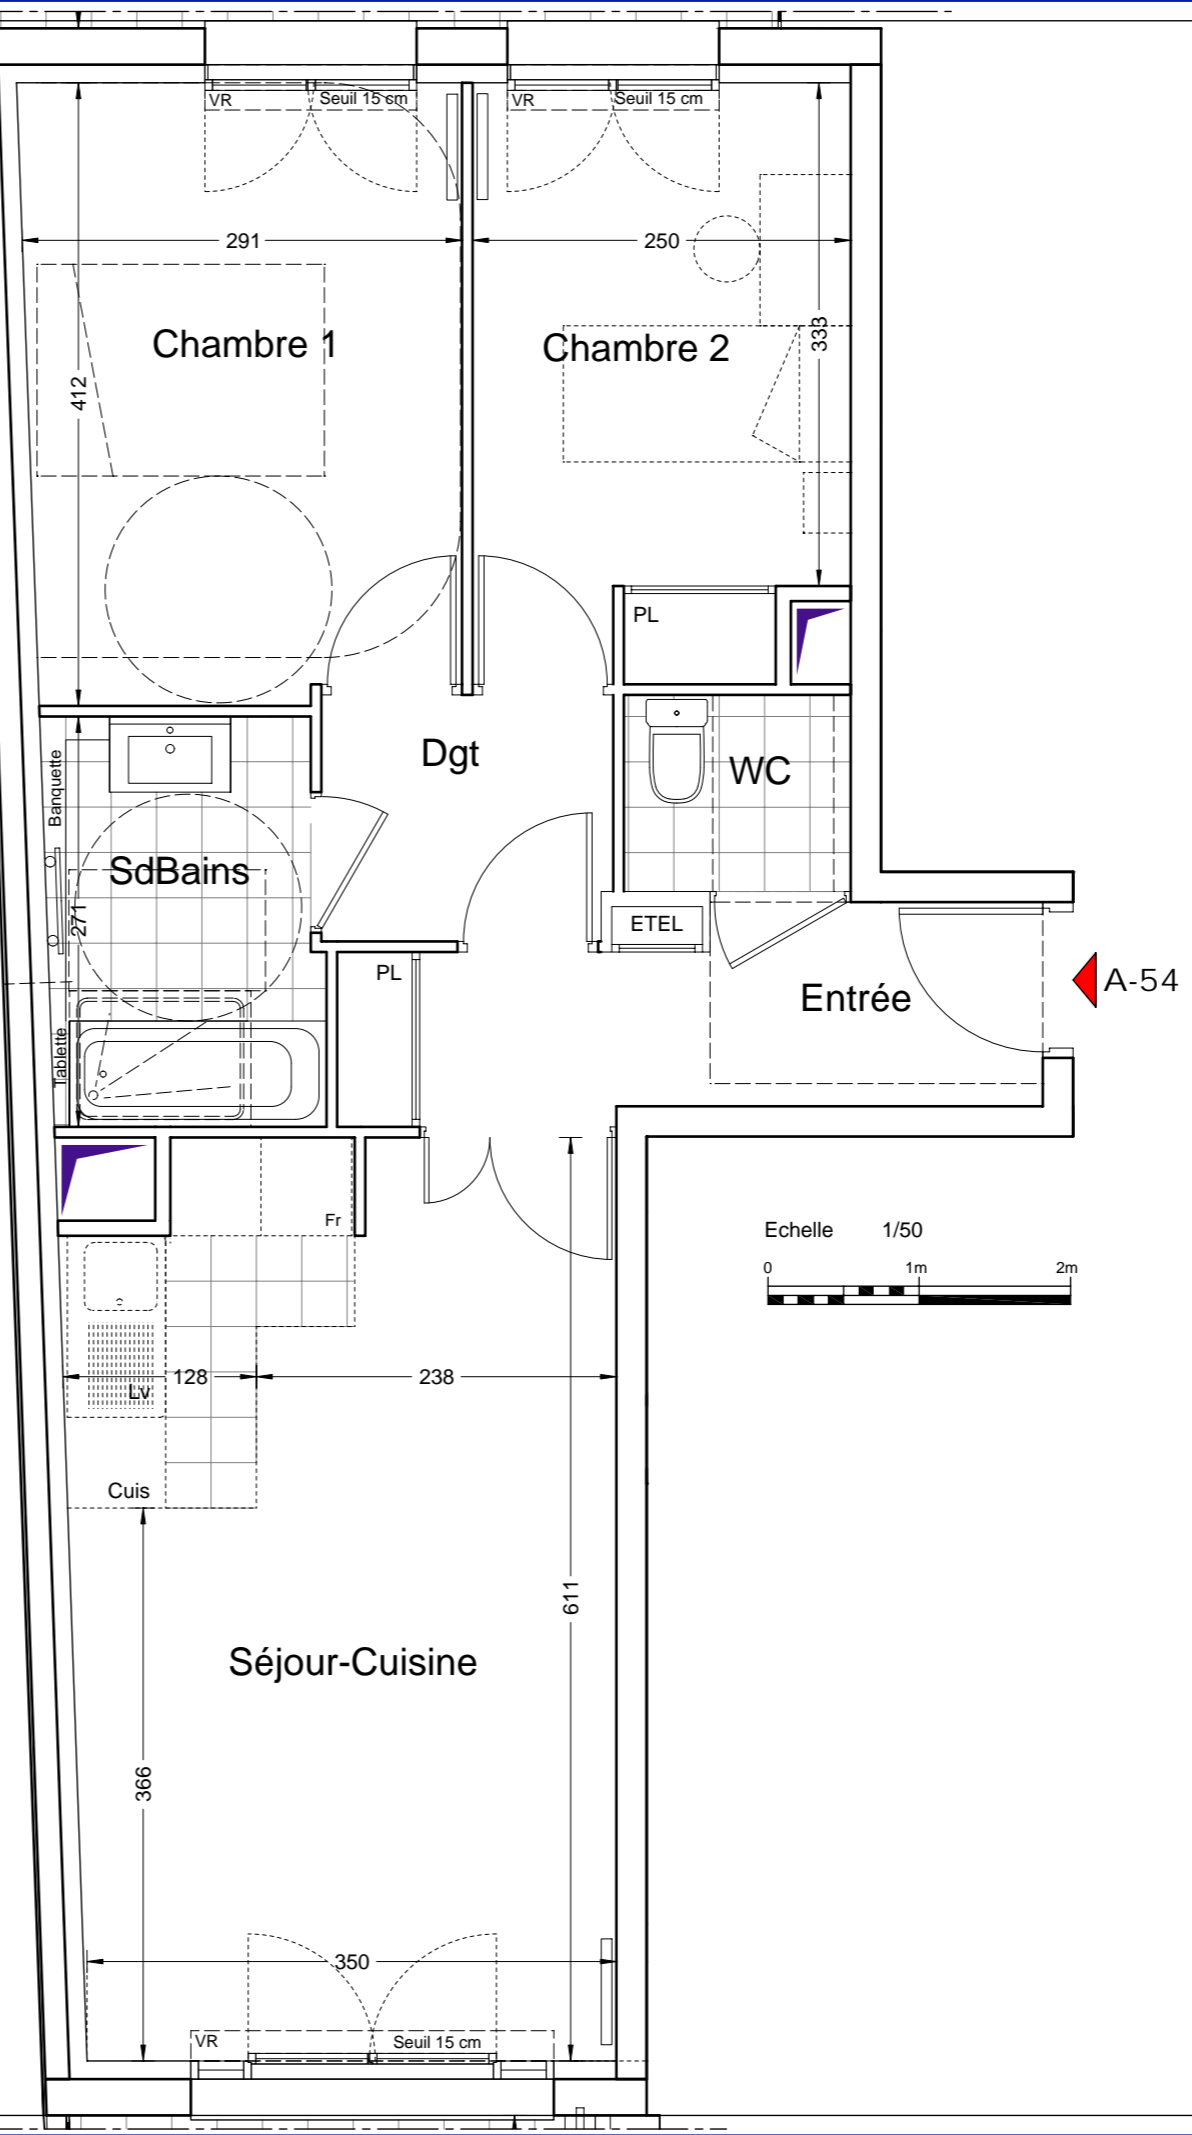 VR
Seuil 15 cm
VR
Seuil 15 cm
291
250
Chambre 1
Chambre 2
333
412
PL
Dgt
WC
Banquette
SdBains
271
ETEL
PL
Entrée
A-54
Tablette
Fr
Echelle 1/50
0 1m 2m
128
238
Lv
Cuis
611
Séjour-Cuisine
366
350
VR
Seuil 15 cm